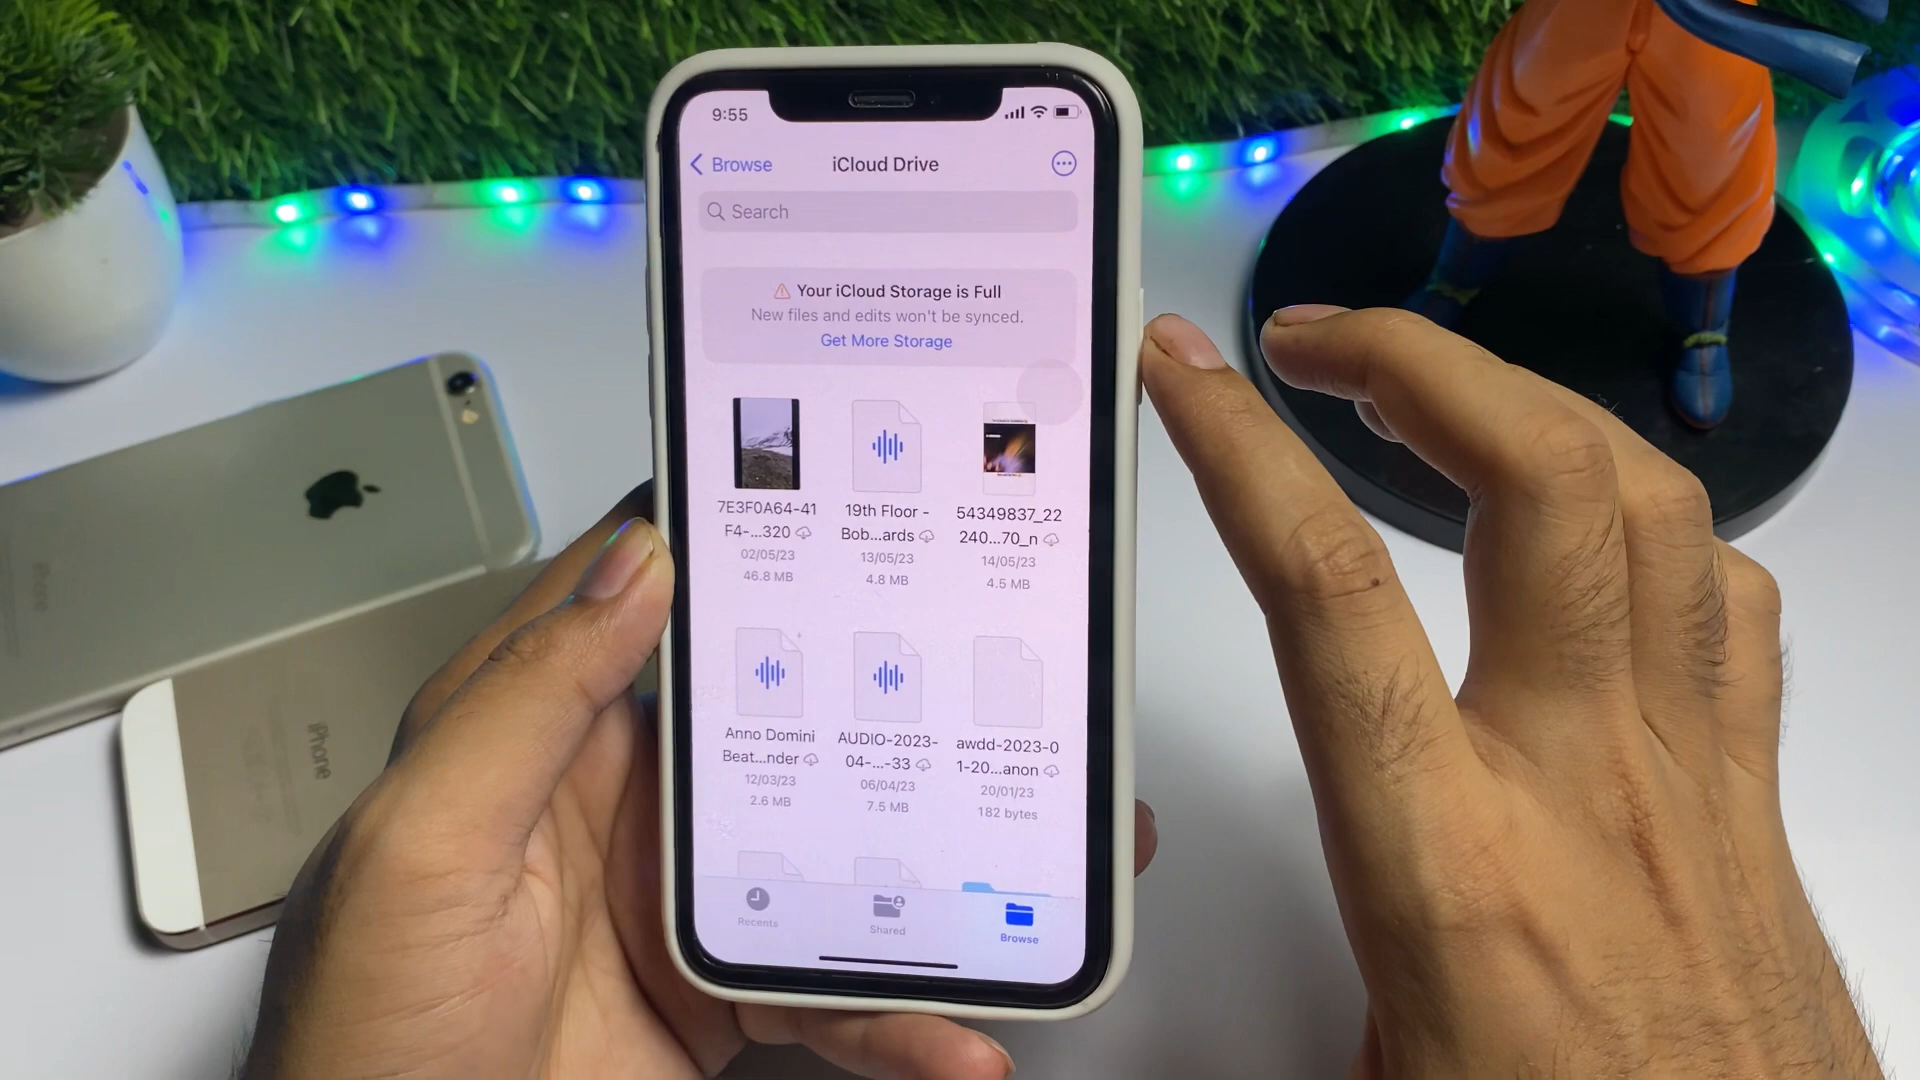 9:55
Browse
iCloud Drive
Search
Your iCloud Storage is Full
New files and edits won't be synced.
Get More Storage
7E3F0A64-41
F4-...320
02/05/23
46.8 MB
19th Floor -
Bob...ards
13/05/23
4.8 MB
54349837_22
240...70_n
14/05/23
4.5 MB
Anno Domini
Beat...nder
12/03/23
2.6 MB
AUDIO-2023-
04-...-33
06/04/23
7.5 MB
awdd-2023-0
1-20...anon
20/01/23
182 bytes
Recents
Shared
Browse
iPhone
iPhone